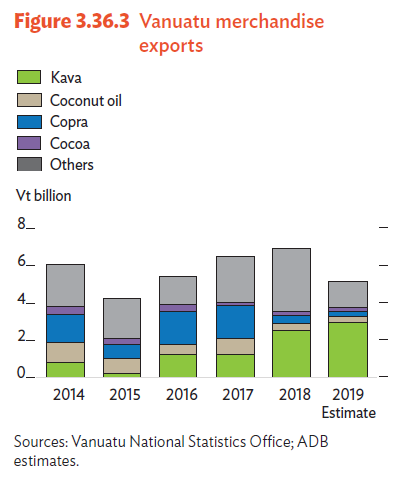 Figure 3.36.3 Vanuatu merchandise
exports
Kava
Coconut oil
Copra
Cocoa
Others
Vt billion
8
6
4
2
0
2014 2015 2016 2017 2018 2019
Estimate
Sources: Vanuatu National Statistics Office; ADB
estimates.